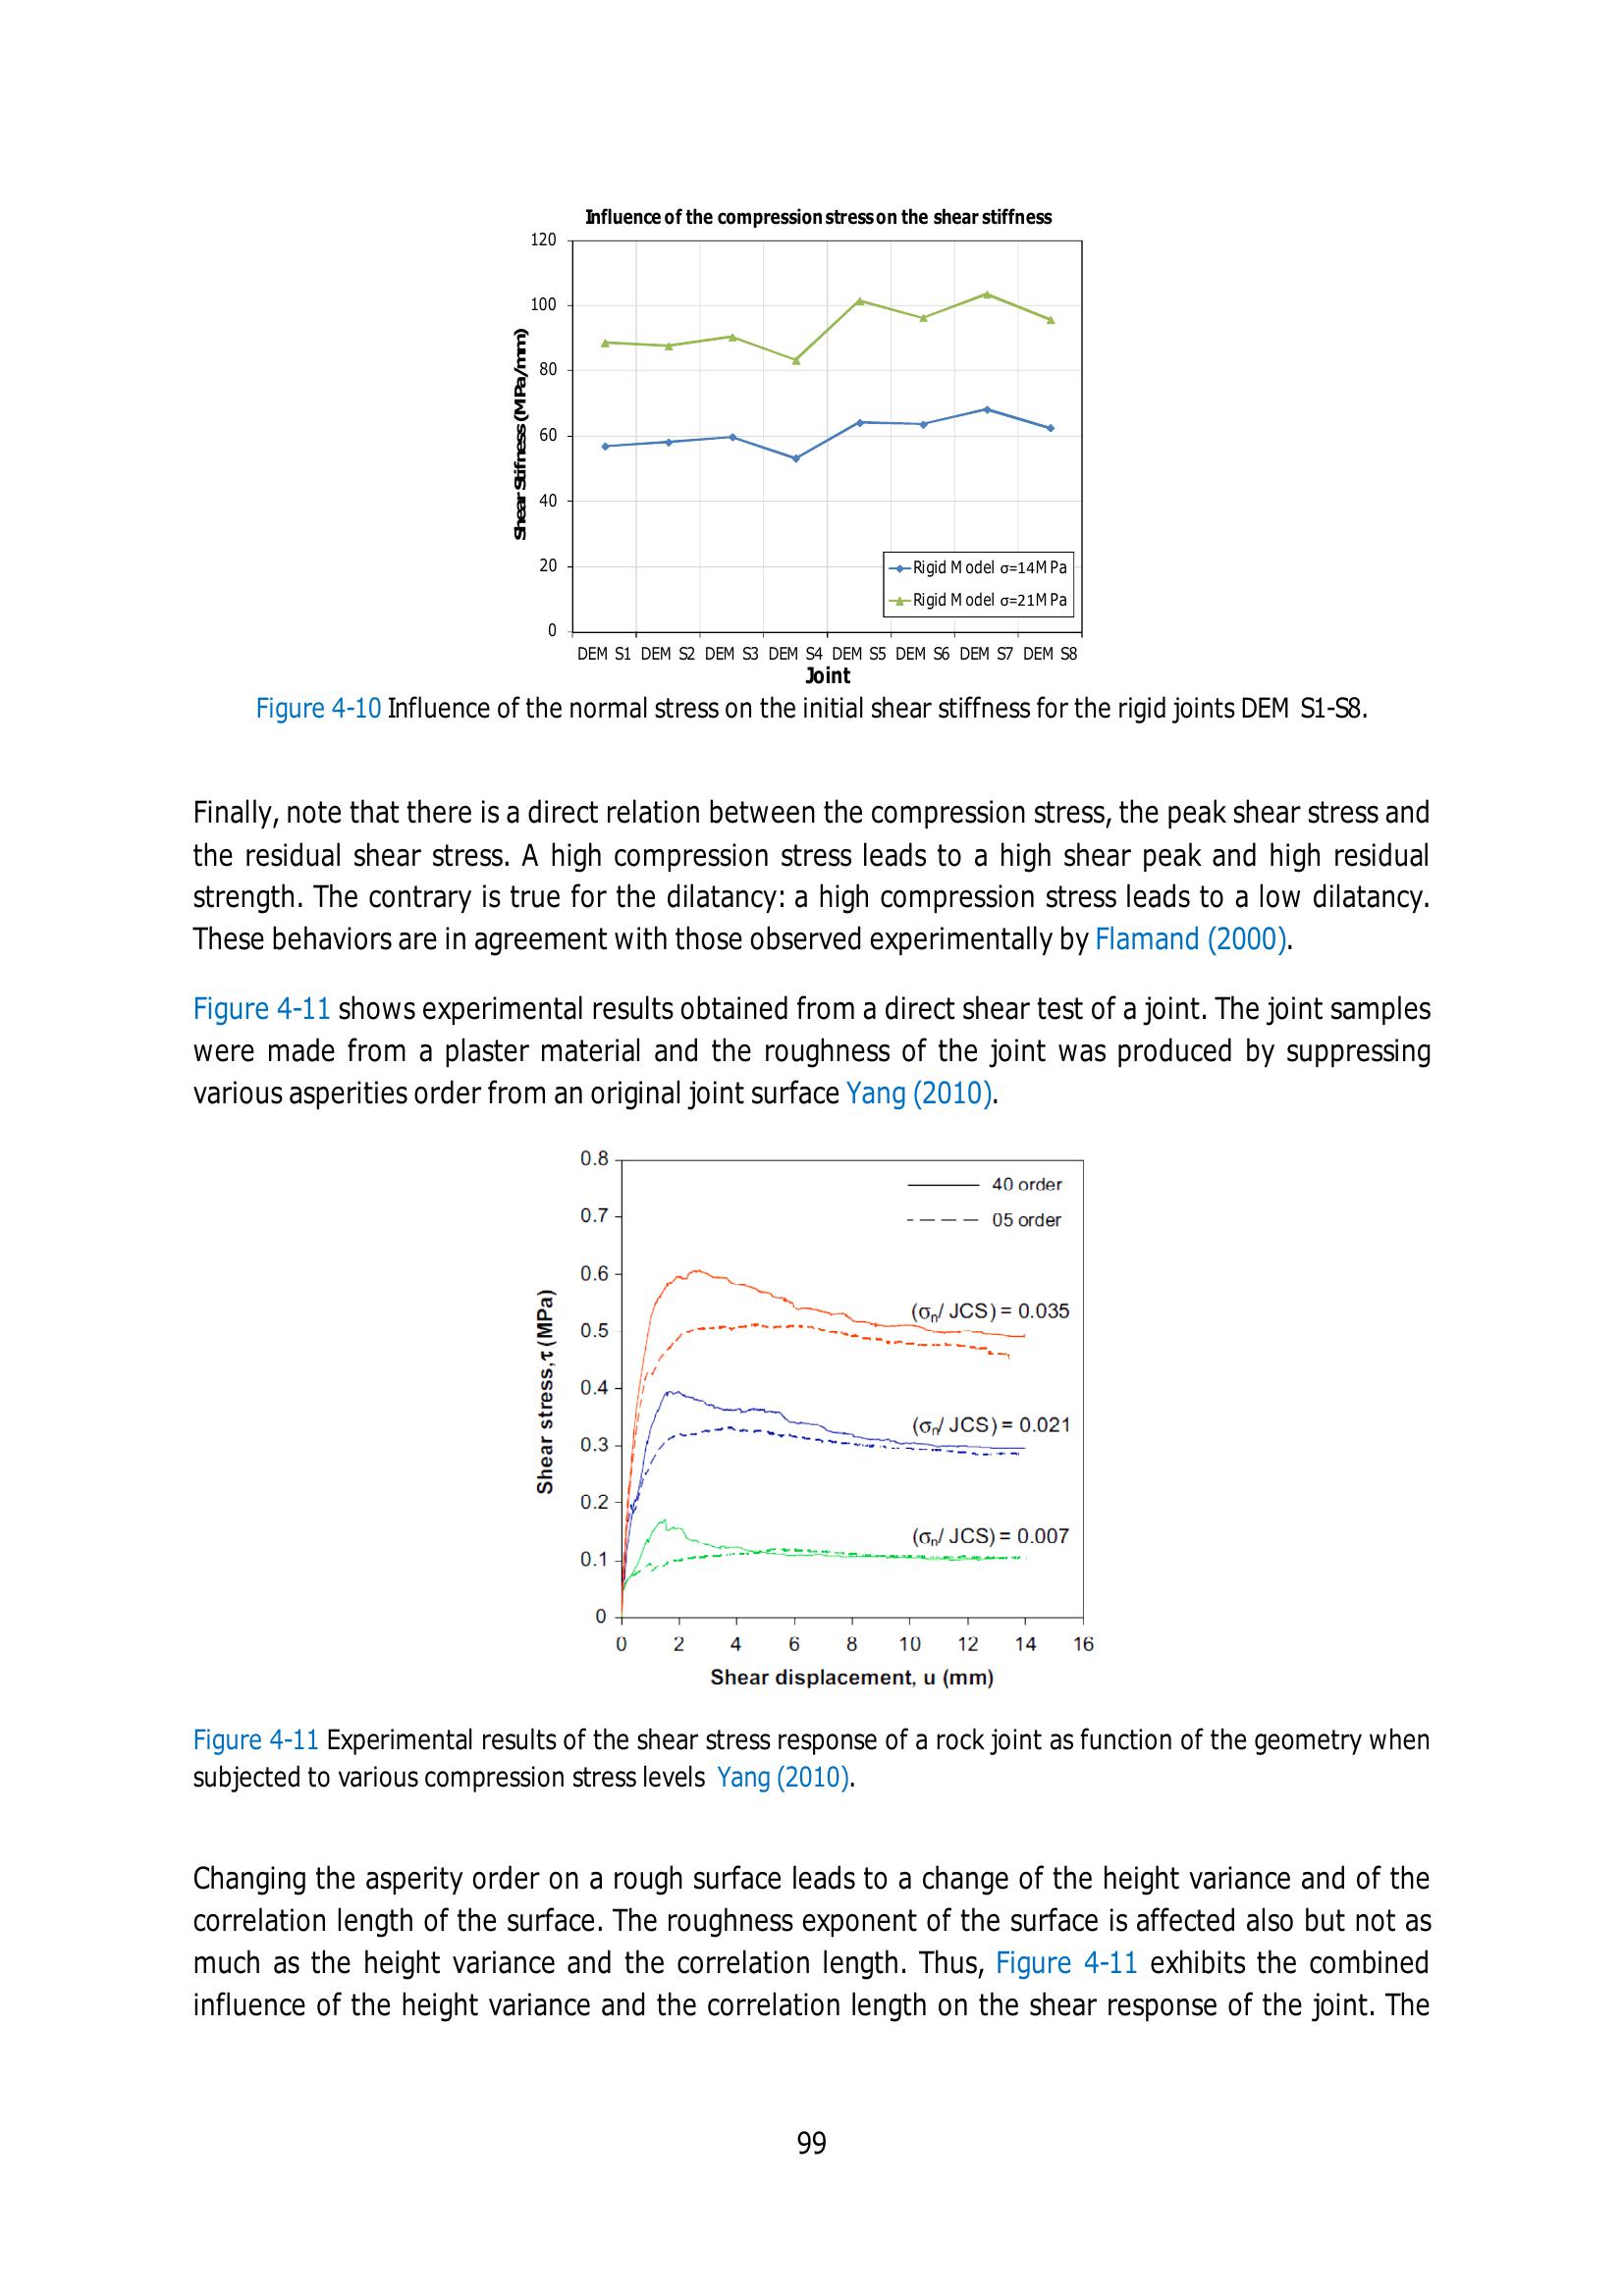 Influence of the compression stress on the shear stiffness
120
100
80
60
40
20
0
Shear Stifness (MPa/mm)
Rigid Model σ=14MPa
Rigid Model σ=21MPa
DEM S1 DEM S2 DEM S3 DEM S4 DEM S5 DEM S6 DEM S7 DEM S8
Joint
Figure 4-10 Influence of the normal stress on the initial shear stiffness for the rigid joints DEM S1-S8.
Finally, note that there is a direct relation between the compression stress, the peak shear stress and
the residual shear stress. A high compression stress leads to a high shear peak and high residual
strength. The contrary is true for the dilatancy: a high compression stress leads to a low dilatancy.
These behaviors are in agreement with those observed experimentally by Flamand (2000).
Figure 4-11 shows experimental results obtained from a direct shear test of a joint. The joint samples
were made from a plaster material and the roughness of the joint was produced by suppressing
various asperities order from an original joint surface Yang (2010).
0.8
0.7
0.6
0.5
0.4
0.3
0.2
0.1
0
Shear stress,τ (MPa)
40 order
05 order
(σn/ JCS) = 0.035
(σn/ JCS) = 0.021
(σn/ JCS) = 0.007
0 2 4 6 8 10 12 14 16
Shear displacement, u (mm)
Figure 4-11 Experimental results of the shear stress response of a rock joint as function of the geometry when
subjected to various compression stress levels Yang (2010).
Changing the asperity order on a rough surface leads to a change of the height variance and of the
correlation length of the surface. The roughness exponent of the surface is affected also but not as
much as the height variance and the correlation length. Thus, Figure 4-11 exhibits the combined
influence of the height variance and the correlation length on the shear response of the joint. The
99